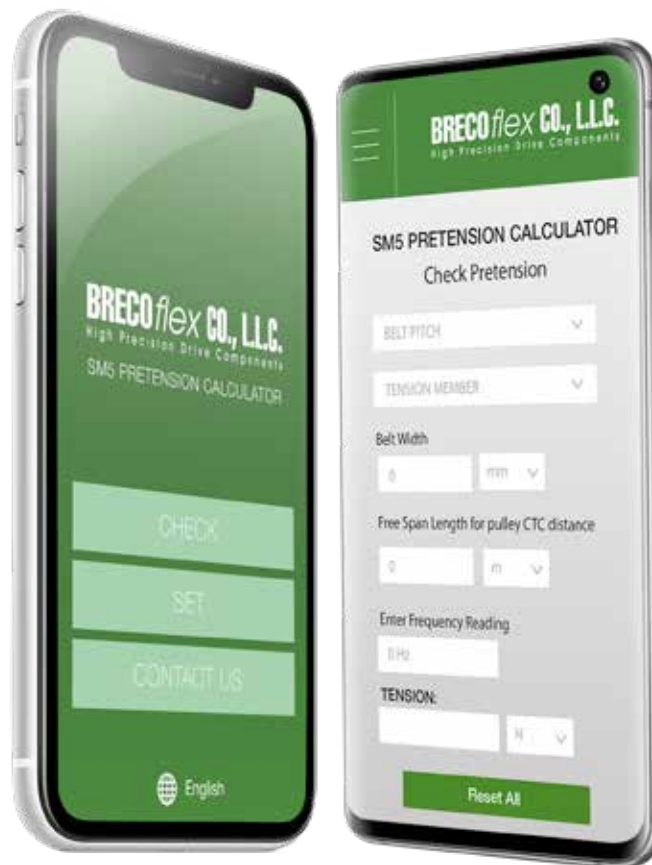 BRECOflex CO., L.L.C.
High Precision Drive Components
SM5 PRETENSION CALCULATOR
CHECK
SET
CONTACT US
English
BRECOflex CO., L.L.C.
High Precision Drive Components
SM5 PRETENSION CALCULATOR
Check Pretension
BELT PITCH
TENSION MEMBER
Belt Width
0 mm
Free Span Length for pulley CTC distance
0 m
Enter Frequency Reading
0 Hz
TENSION:
N
Reset All